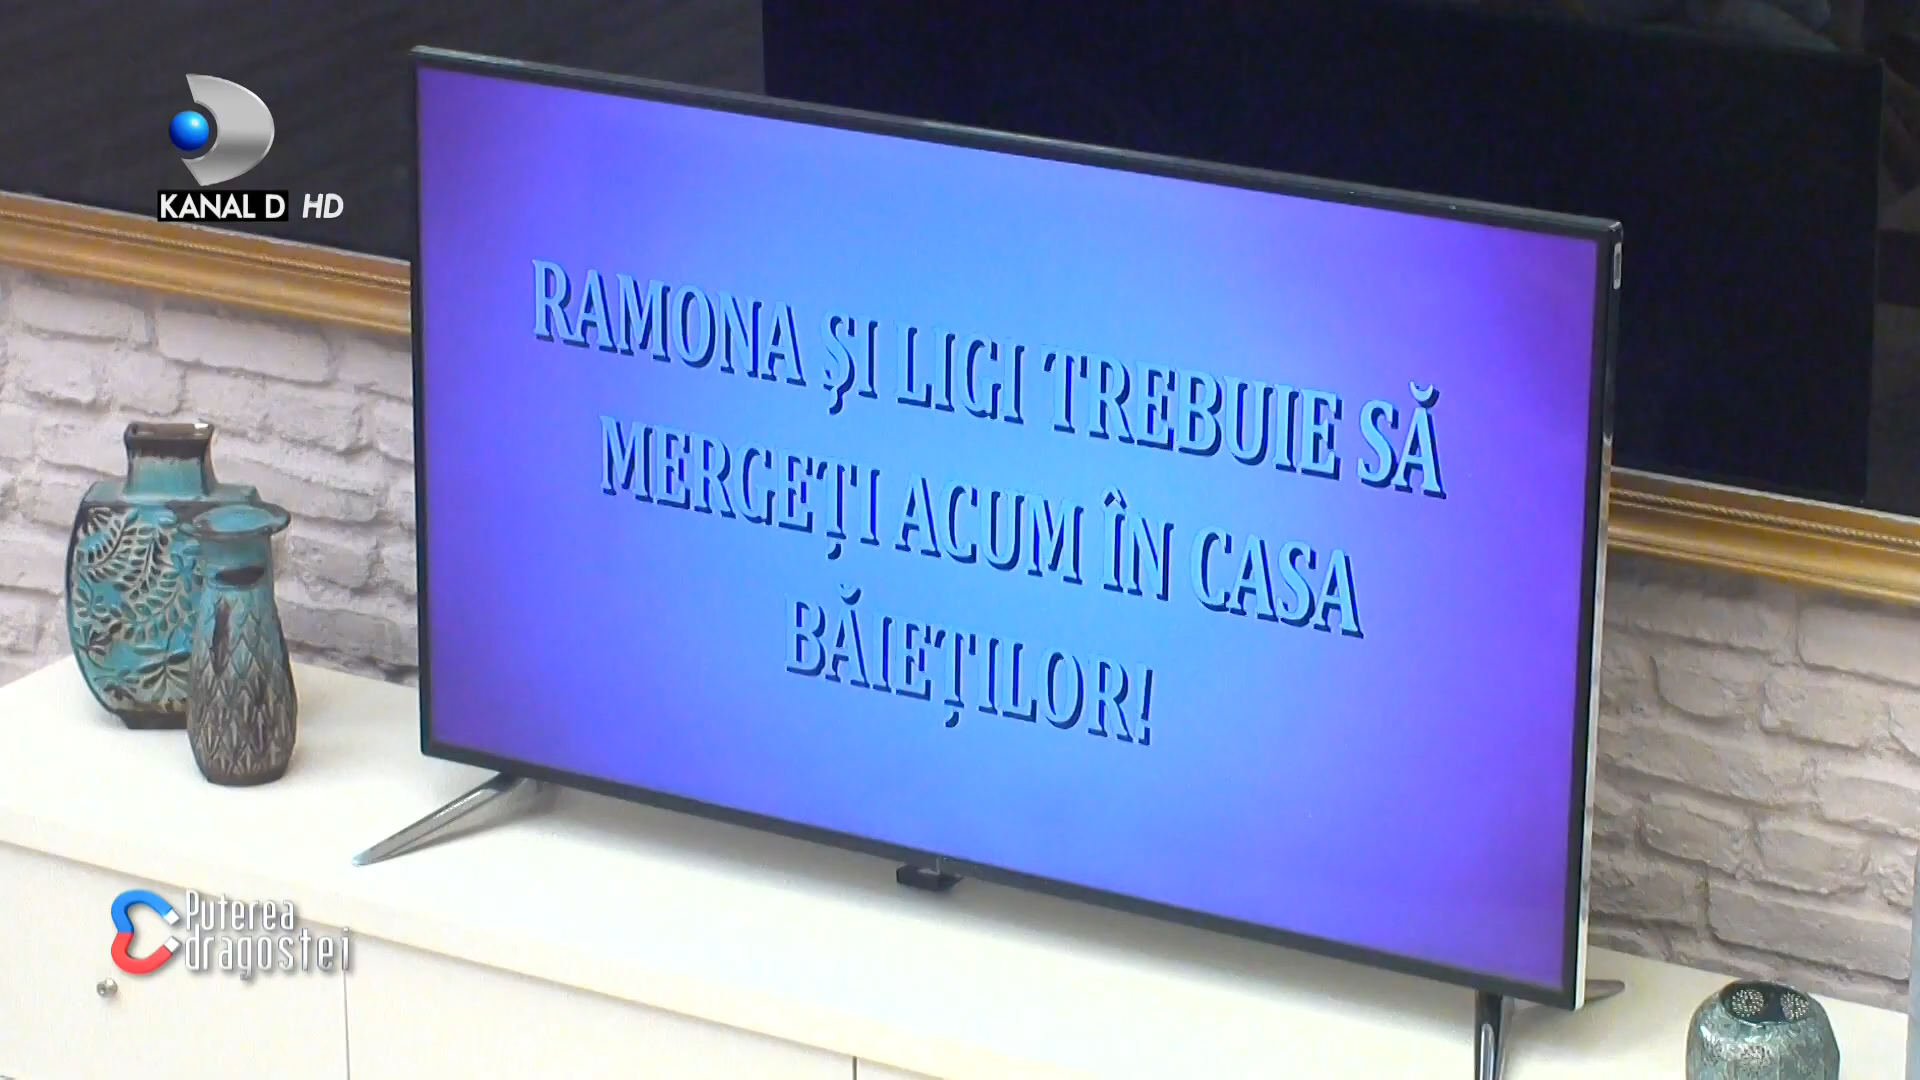 KANAL D HD
RAMONA ȘI LIGI TREBUIE SĂ
MERGEȚI ACUM ÎN CASA
BĂIEȚILOR!
Puterea
dragostei